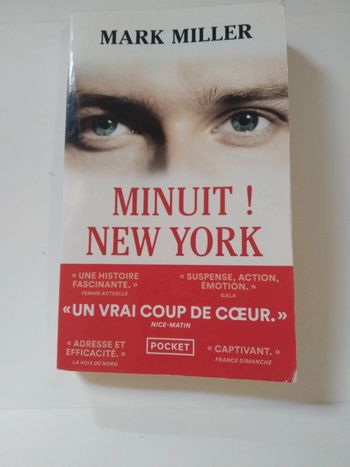 MARK MILLER
MINUIT !
NEW YORK
« UNE HISTOIRE
FASCINANTE. »
FEMME ACTUELLE
« SUSPENSE, ACTION,
ÉMOTION. »
GALA
«UN VRAI COUP DE CŒUR.»
NICE-MATIN
« ADRESSE ET
EFFICACITÉ. »
LA VOIX DU NORD
POCKET
« CAPTIVANT. »
FRANCE DIMANCHE